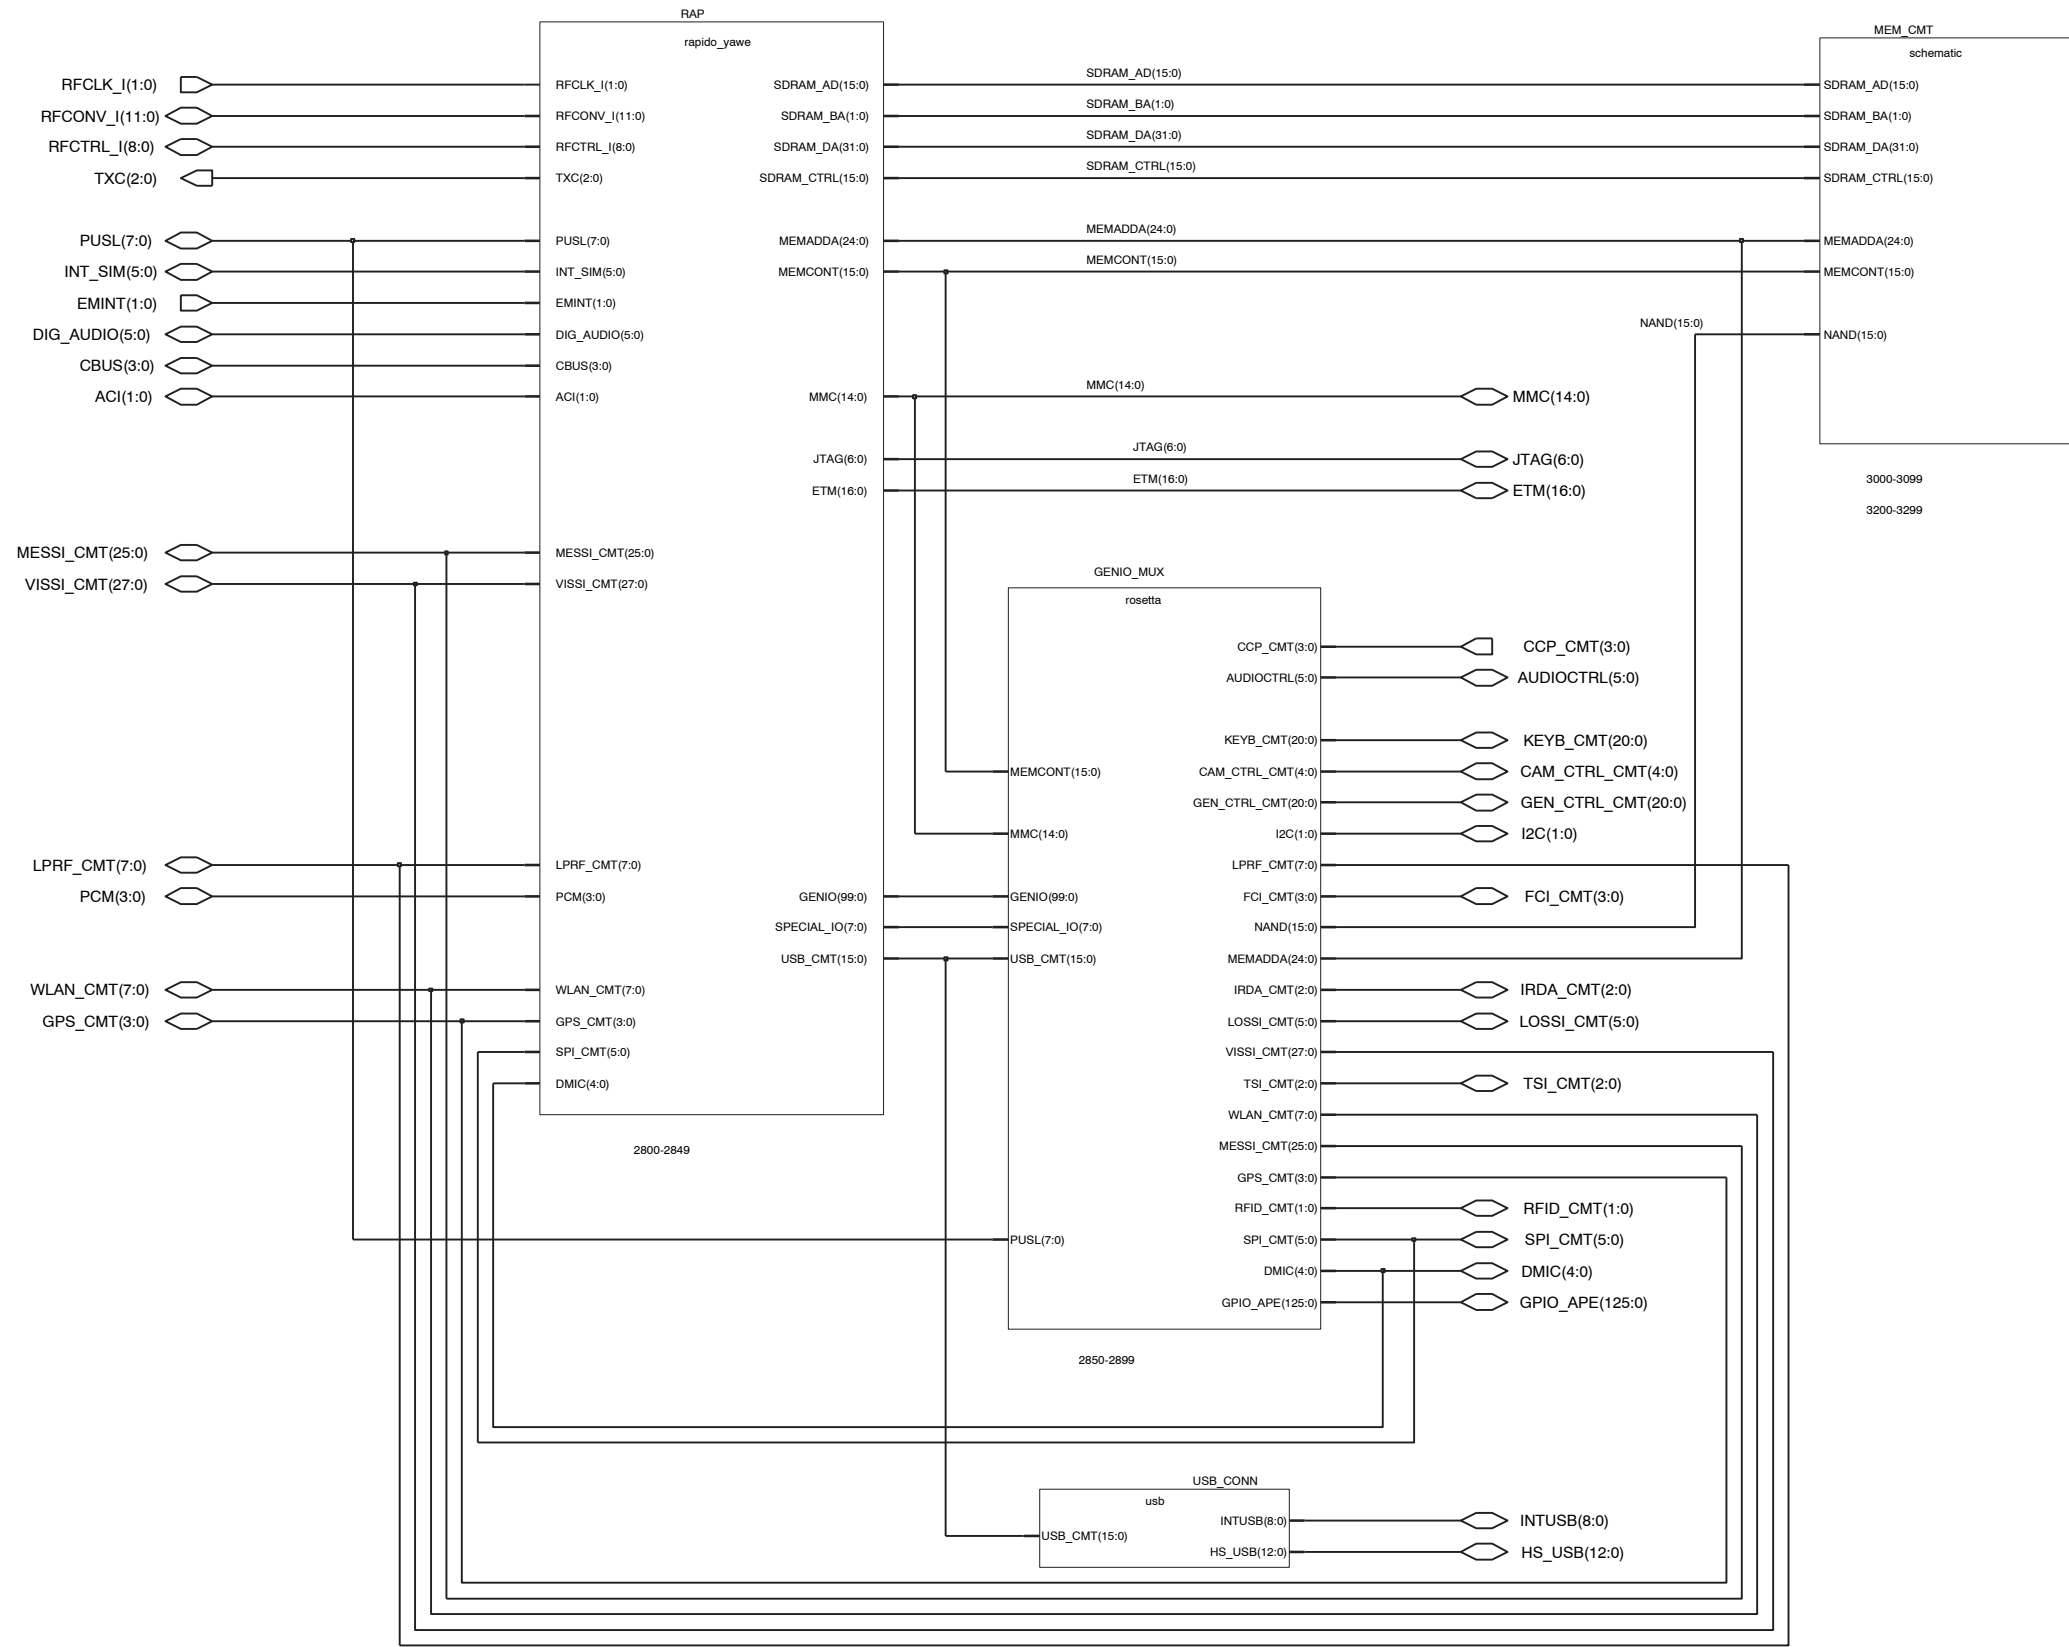 RAP
rapido_yawe
MEM_CMT
schematic
RFCLK_I(1:0)
RFCONV_I(11:0)
RFCTRL_I(8:0)
TXC(2:0)
PUSL(7:0)
INT_SIM(5:0)
EMINT(1:0)
DIG_AUDIO(5:0)
CBUS(3:0)
ACI(1:0)
MESSI_CMT(25:0)
VISSI_CMT(27:0)
LPRF_CMT(7:0)
PCM(3:0)
WLAN_CMT(7:0)
GPS_CMT(3:0)
RFCLK_I(1:0)
RFCONV_I(11:0)
RFCTRL_I(8:0)
TXC(2:0)
PUSL(7:0)
INT_SIM(5:0)
EMINT(1:0)
DIG_AUDIO(5:0)
CBUS(3:0)
ACI(1:0)
MESSI_CMT(25:0)
VISSI_CMT(27:0)
LPRF_CMT(7:0)
PCM(3:0)
WLAN_CMT(7:0)
GPS_CMT(3:0)
SPI_CMT(5:0)
DMIC(4:0)
SDRAM_AD(15:0)
SDRAM_BA(1:0)
SDRAM_DA(31:0)
SDRAM_CTRL(15:0)
MEMADDA(24:0)
MEMCONT(15:0)
MMC(14:0)
JTAG(6:0)
ETM(16:0)
GENIO(99:0)
SPECIAL_IO(7:0)
USB_CMT(15:0)
2800-2849
SDRAM_AD(15:0)
SDRAM_BA(1:0)
SDRAM_DA(31:0)
SDRAM_CTRL(15:0)
MEMADDA(24:0)
MEMCONT(15:0)
NAND(15:0)
MMC(14:0)
JTAG(6:0)
ETM(16:0)
MMC(14:0)
JTAG(6:0)
ETM(16:0)
SDRAM_AD(15:0)
SDRAM_BA(1:0)
SDRAM_DA(31:0)
SDRAM_CTRL(15:0)
MEMADDA(24:0)
MEMCONT(15:0)
NAND(15:0)
3000-3099
3200-3299
GENIO_MUX
rosetta
MEMCONT(15:0)
MMC(14:0)
GENIO(99:0)
SPECIAL_IO(7:0)
USB_CMT(15:0)
PUSL(7:0)
CCP_CMT(3:0)
AUDIOCTRL(5:0)
KEYB_CMT(20:0)
CAM_CTRL_CMT(4:0)
GEN_CTRL_CMT(20:0)
I2C(1:0)
LPRF_CMT(7:0)
FCI_CMT(3:0)
NAND(15:0)
MEMADDA(24:0)
IRDA_CMT(2:0)
LOSSI_CMT(5:0)
VISSI_CMT(27:0)
TSI_CMT(2:0)
WLAN_CMT(7:0)
MESSI_CMT(25:0)
GPS_CMT(3:0)
RFID_CMT(1:0)
SPI_CMT(5:0)
DMIC(4:0)
GPIO_APE(125:0)
CCP_CMT(3:0)
AUDIOCTRL(5:0)
KEYB_CMT(20:0)
CAM_CTRL_CMT(4:0)
GEN_CTRL_CMT(20:0)
I2C(1:0)
FCI_CMT(3:0)
IRDA_CMT(2:0)
LOSSI_CMT(5:0)
TSI_CMT(2:0)
RFID_CMT(1:0)
SPI_CMT(5:0)
DMIC(4:0)
GPIO_APE(125:0)
2850-2899
USB_CONN
usb
USB_CMT(15:0)
INTUSB(8:0)
HS_USB(12:0)
INTUSB(8:0)
HS_USB(12:0)